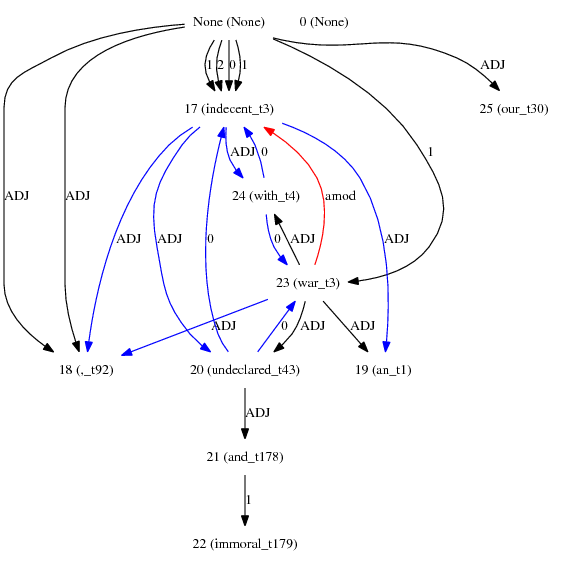 None (None) 0 (None)
1 2 0 1
ADJ
17 (indecent_t3) 25 (our_t30)
ADJ 0 1
ADJ ADJ 24 (with_t4) amod
ADJ ADJ 0 0 ADJ ADJ
23 (war_t3)
ADJ 0 ADJ ADJ
18 (,_t92) 20 (undeclared_t43) 19 (an_t1)
ADJ
21 (and_t178)
1
22 (immoral_t179)